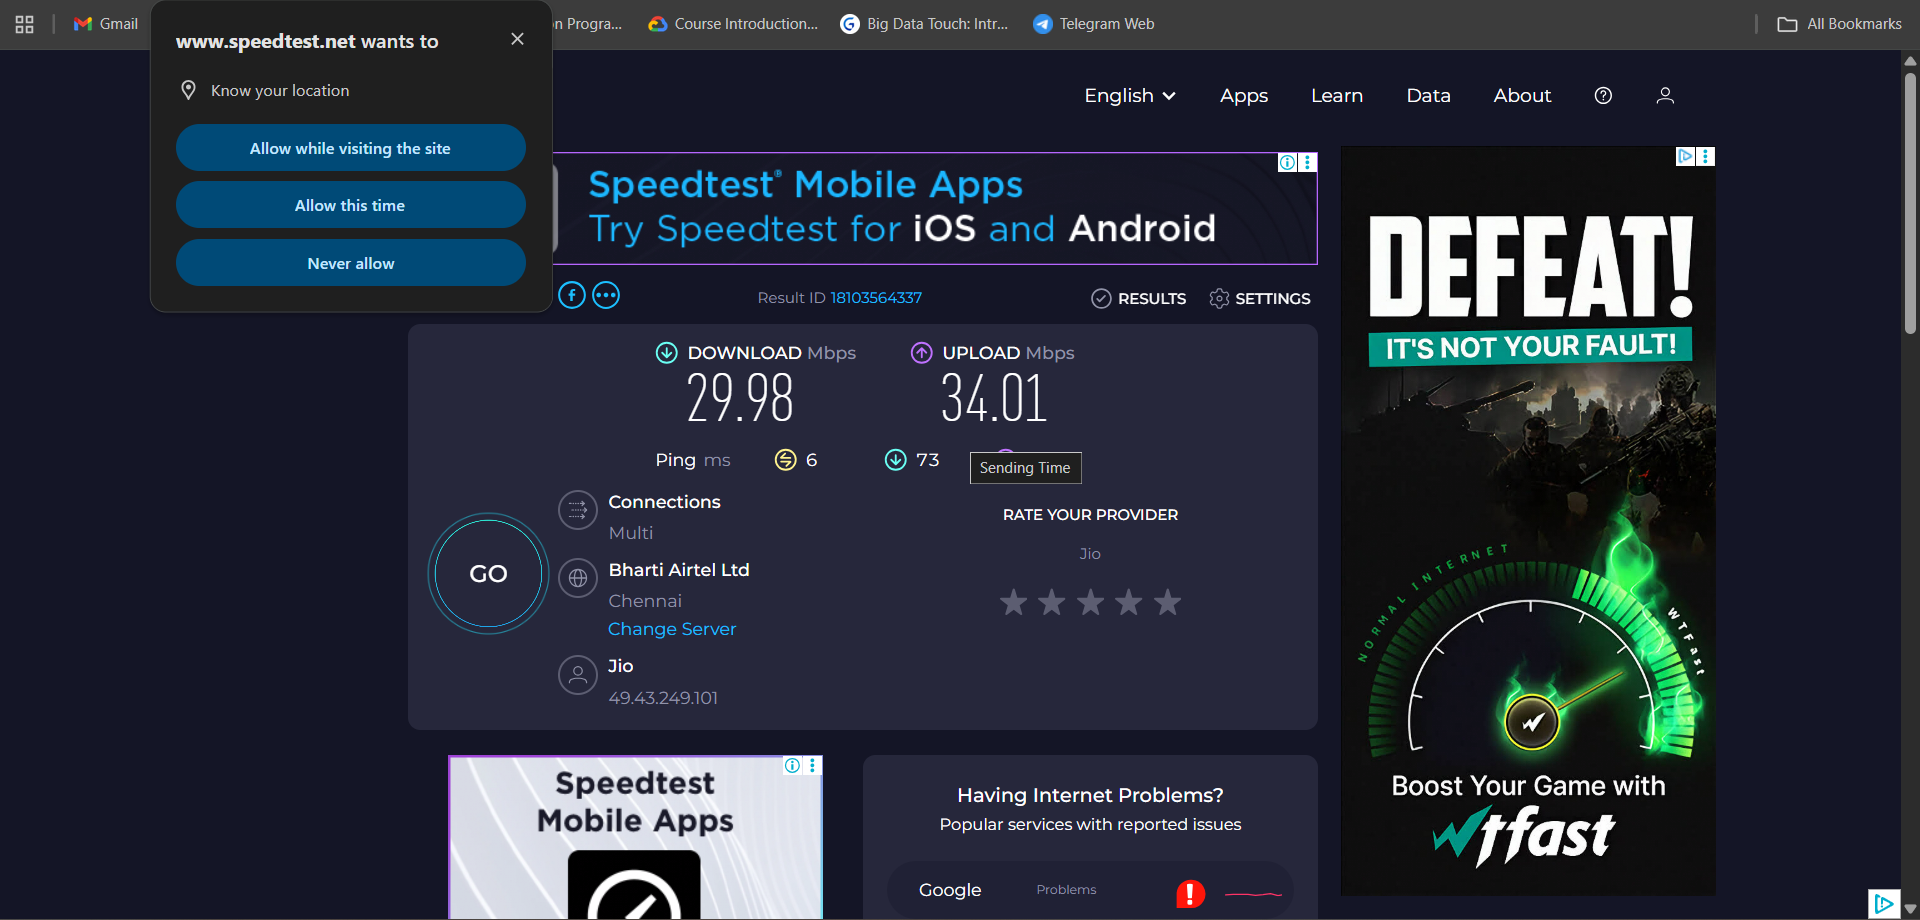 Gmail
on Progra...
Course Introduction...
Big Data Touch: Intr...
Telegram Web
All Bookmarks
www.speedtest.net wants to
Know your location
Allow while visiting the site
Allow this time
Never allow
English
Apps
Learn
Data
About
Speedtest® Mobile Apps
Try Speedtest for iOS and Android
Result ID 18103564337
RESULTS
SETTINGS
DOWNLOAD Mbps
29.98
UPLOAD Mbps
34.01
Ping ms
6
73
Sending Time
GO
Connections
Multi
Bharti Airtel Ltd
Chennai
Change Server
Jio
49.43.249.101
RATE YOUR PROVIDER
Jio
Speedtest
Mobile Apps
Having Internet Problems?
Popular services with reported issues
Google
Problems
DEFEAT!
IT'S NOT YOUR FAULT!
NORMAL INTERNET
WTFast
Boost Your Game with
wtfast